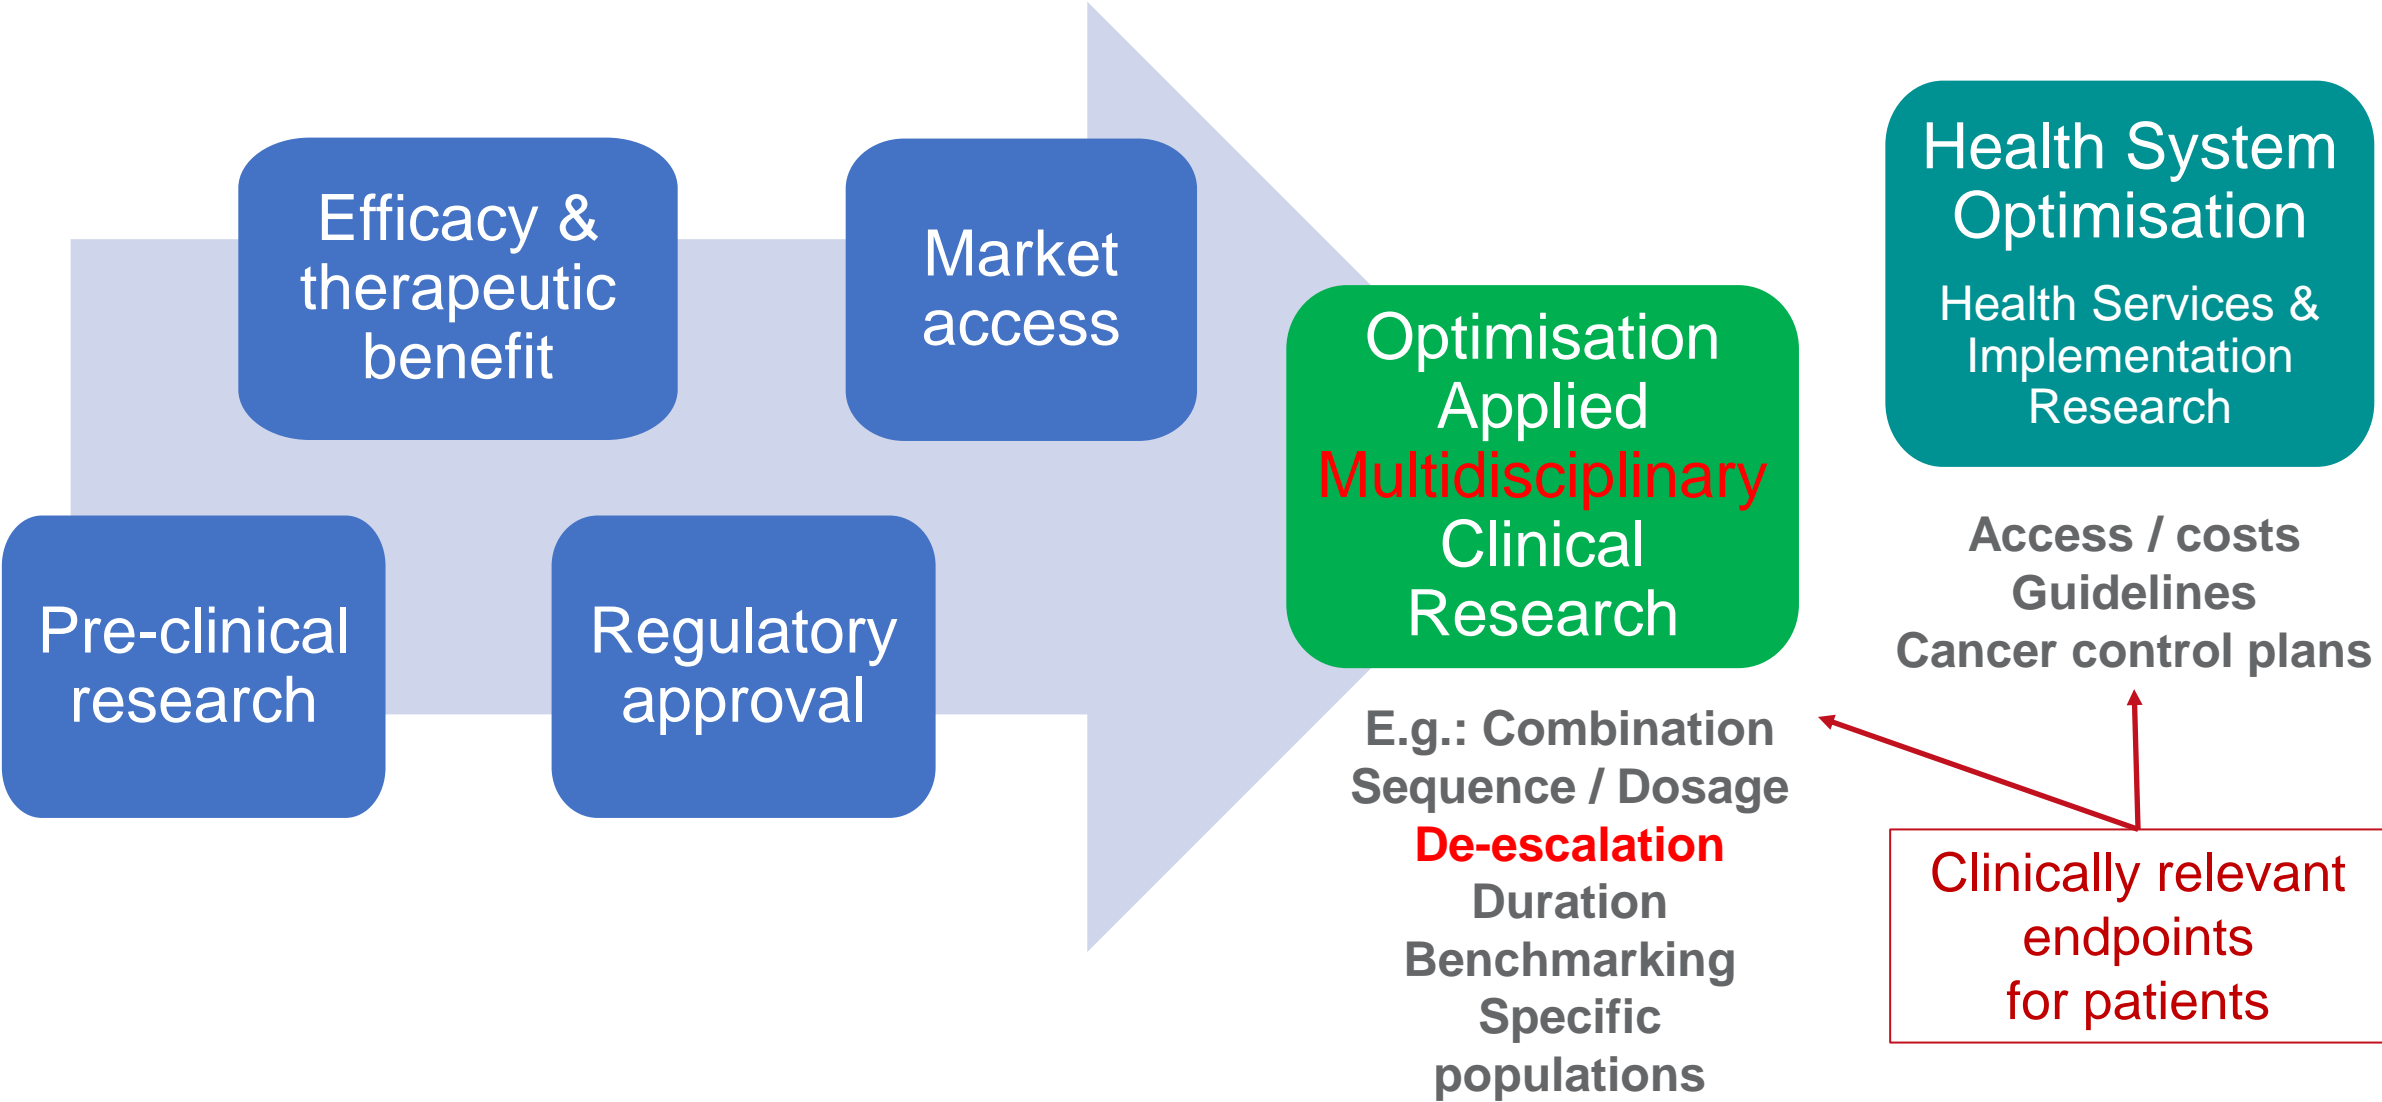 Efficacy &
therapeutic
benefit
Market
access
Pre-clinical
research
Regulatory
approval
Optimisation
Applied
Multidisciplinary
Clinical
Research
E.g.: Combination
Sequence / Dosage
De-escalation
Duration
Benchmarking
Specific
populations
Health System
Optimisation
Health Services &
Implementation
Research
Access / costs
Guidelines
Cancer control plans
Clinically relevant
endpoints
for patients